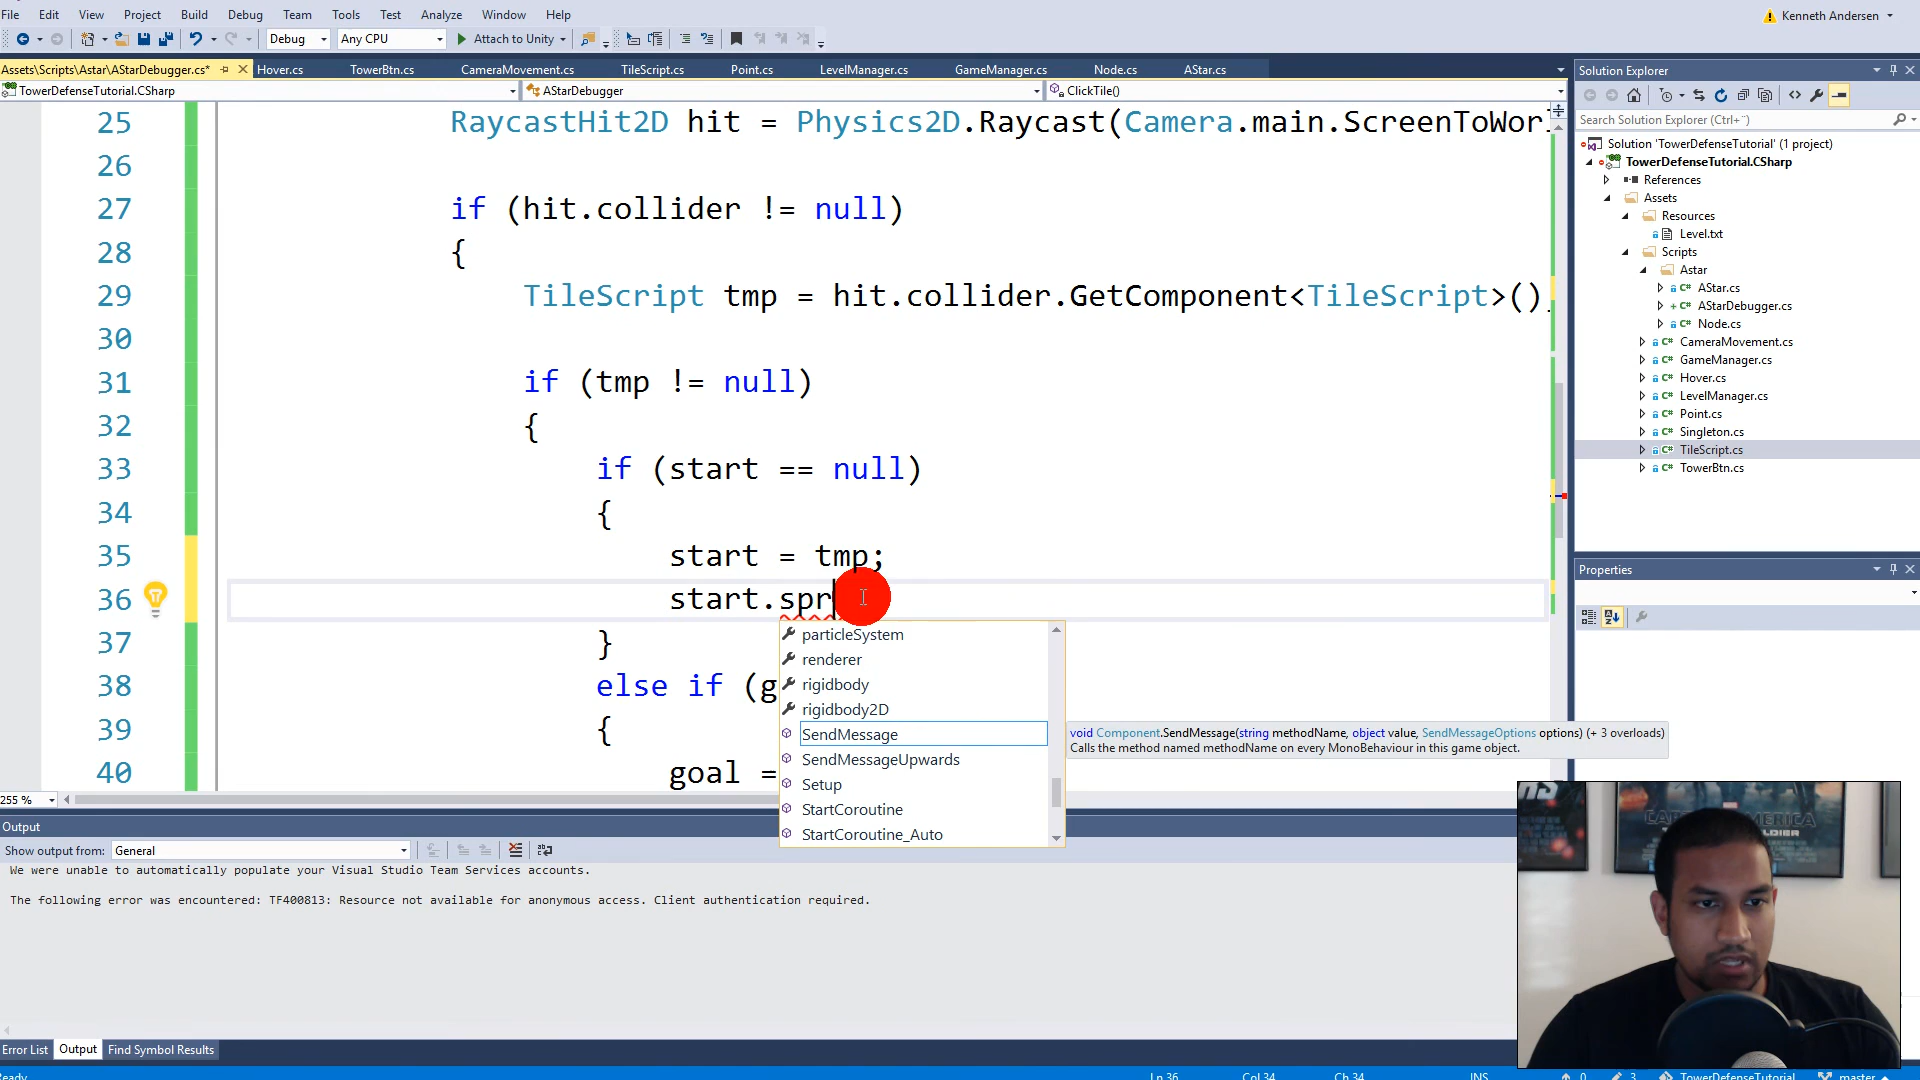 File Edit View Project Build Debug Team Tools Test Analyze Window Help
Kenneth Andersen
Debug Any CPU Attach to Unity
Assets\Scripts\Astar\AStarDebugger.cs* Hover.cs TowerBtn.cs CameraMovement.cs TileScript.cs Point.cs LevelManager.cs GameManager.cs Node.cs AStar.cs
TowerDefenseTutorial.CSharp AStarDebugger ClickTile()
25 RaycastHit2D hit = Physics2D.Raycast(Camera.main.ScreenToWor
26
27 if (hit.collider != null)
28 {
29 TileScript tmp = hit.collider.GetComponent<TileScript>()
30
31 if (tmp != null)
32 {
33 if (start == null)
34 {
35 start = tmp;
36 start.spr
37 }
38 else if (g
39 {
40 goal =
particleSystem
renderer
rigidbody
rigidbody2D
SendMessage
SendMessageUpwards
Setup
StartCoroutine
StartCoroutine_Auto
void Component.SendMessage(string methodName, object value, SendMessageOptions options) (+ 3 overloads)
Calls the method named methodName on every MonoBehaviour in this game object.
255 %
Output
Show output from: General
We were unable to automatically populate your Visual Studio Team Services accounts.
The following error was encountered: TF400813: Resource not available for anonymous access. Client authentication required.
Error List Output Find Symbol Results
Ready Ln 36 Col 34 Ch 34 INS 0 3 TowerDefenseTutorial master
Solution Explorer
Search Solution Explorer (Ctrl+¨)
Solution 'TowerDefenseTutorial' (1 project)
TowerDefenseTutorial.CSharp
References
Assets
Resources
Level.txt
Scripts
Astar
AStar.cs
AStarDebugger.cs
Node.cs
CameraMovement.cs
GameManager.cs
Hover.cs
LevelManager.cs
Point.cs
Singleton.cs
TileScript.cs
TowerBtn.cs
Properties